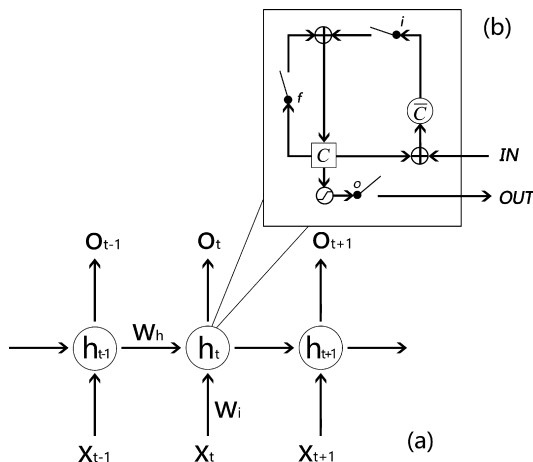 (b)
i
f
C̅
C
IN
o
OUT
Oₜ₋₁ Oₜ Oₜ₊₁
hₜ₋₁ Wₕ hₜ hₜ₊₁
Wᵢ
Xₜ₋₁ Xₜ Xₜ₊₁ (a)